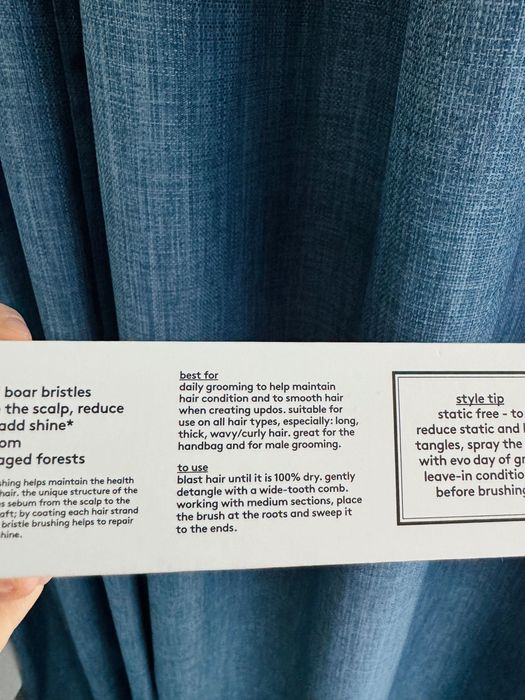 boar bristles
the scalp, reduce
add shine*
om
aged forests
shing helps maintain the health
hair. the unique structure of the
s sebum from the scalp to the
aft; by coating each hair strand
bristle brushing helps to repair
hine.
best for
daily grooming to help maintain
hair condition and to smooth hair
when creating updos. suitable for
use on all hair types, especially: long,
thick, wavy/curly hair. great for the
handbag and for male grooming.
to use
blast hair until it is 100% dry. gently
detangle with a wide-tooth comb.
working with medium sections, place
the brush at the roots and sweep it
to the ends.
style tip
static free - to
reduce static and
tangles, spray the
with evo day of gr
leave-in condition
before brushing